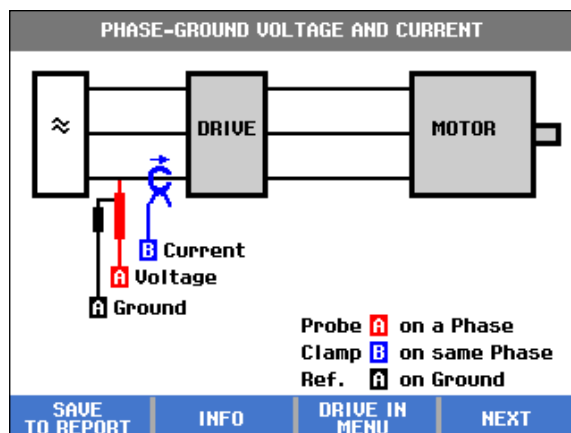 PHASE-GROUND VOLTAGE AND CURRENT
≈
DRIVE
MOTOR
B Current
A Voltage
A Ground
Probe A on a Phase
Clamp B on same Phase
Ref. A on Ground
SAVE
TO REPORT
INFO
DRIVE IN
MENU
NEXT